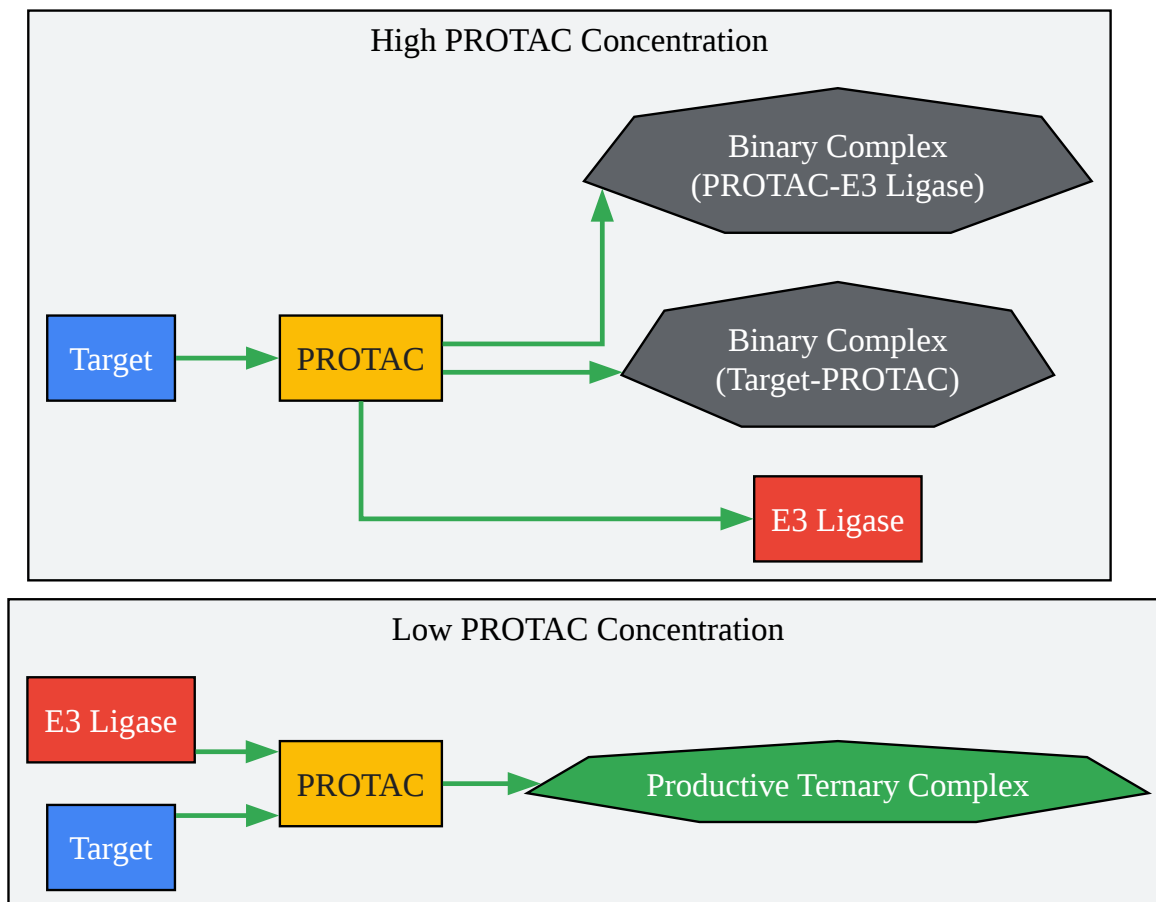 High PROTAC Concentration
Binary Complex
(PROTAC-E3 Ligase)
Binary Complex
(Target-PROTAC)
Target
PROTAC
E3 Ligase
Low PROTAC Concentration
E3 Ligase
PROTAC
Productive Ternary Complex
Target